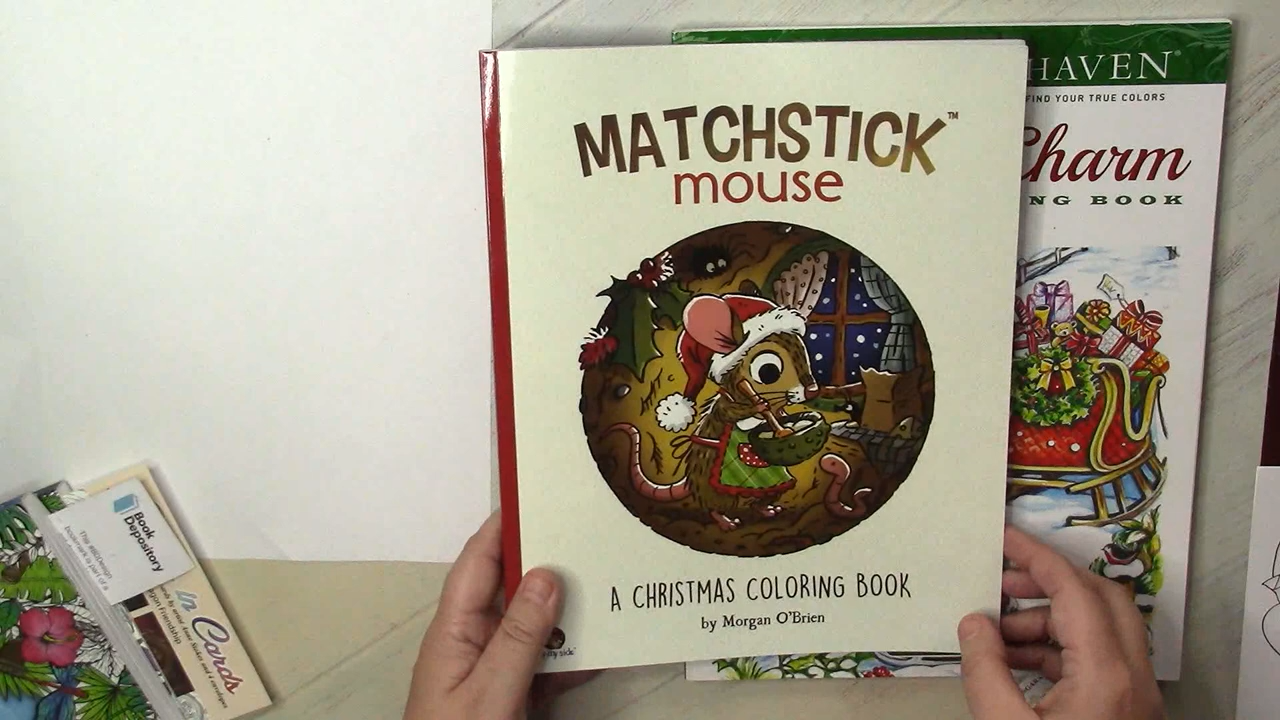 MATCHSTICK™
mouse
A CHRISTMAS COLORING BOOK
by Morgan O'Brien
HAVEN®
FIND YOUR TRUE COLORS
Charm
NG BOOK
Book
Depository
in Cards